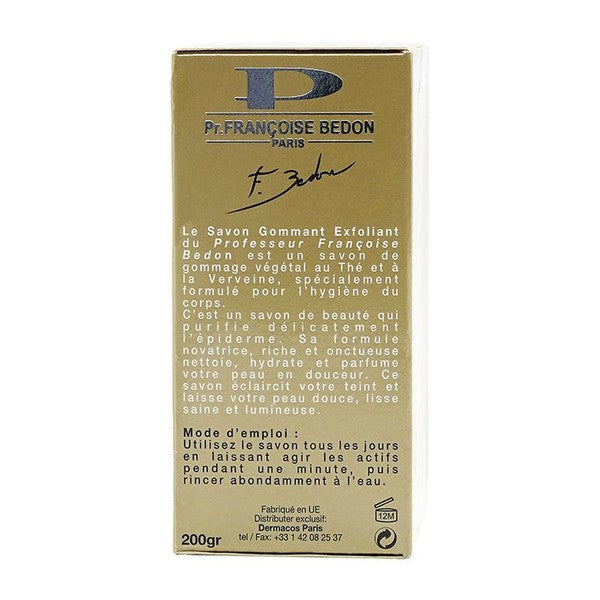 P
Pr.FRANÇOISE BEDON
PARIS
F. Bedon
Le Savon Gommant Exfoliant
du Professeur Françoise
Bedon est un savon de
gommage végétal au Thé et à
la Verveine, spécialement
formulé pour l'hygiène du
corps.
C'est un savon de beauté qui
purifie délicatement
l'épiderme. Sa formule
novatrice, riche et onctueuse
nettoie, hydrate et parfume
votre peau en douceur. Ce
savon éclaircit votre teint et
laisse votre peau douce, lisse
saine et lumineuse.
Mode d'emploi :
Utilisez le savon tous les jours
en laissant agir les actifs
pendant une minute, puis
rincer abondamment à l'eau.
Fabriqué en UE
Distributer exclusif:
Dermacos Paris
tel / Fax: +33 1 42 08 25 37
200gr
12M